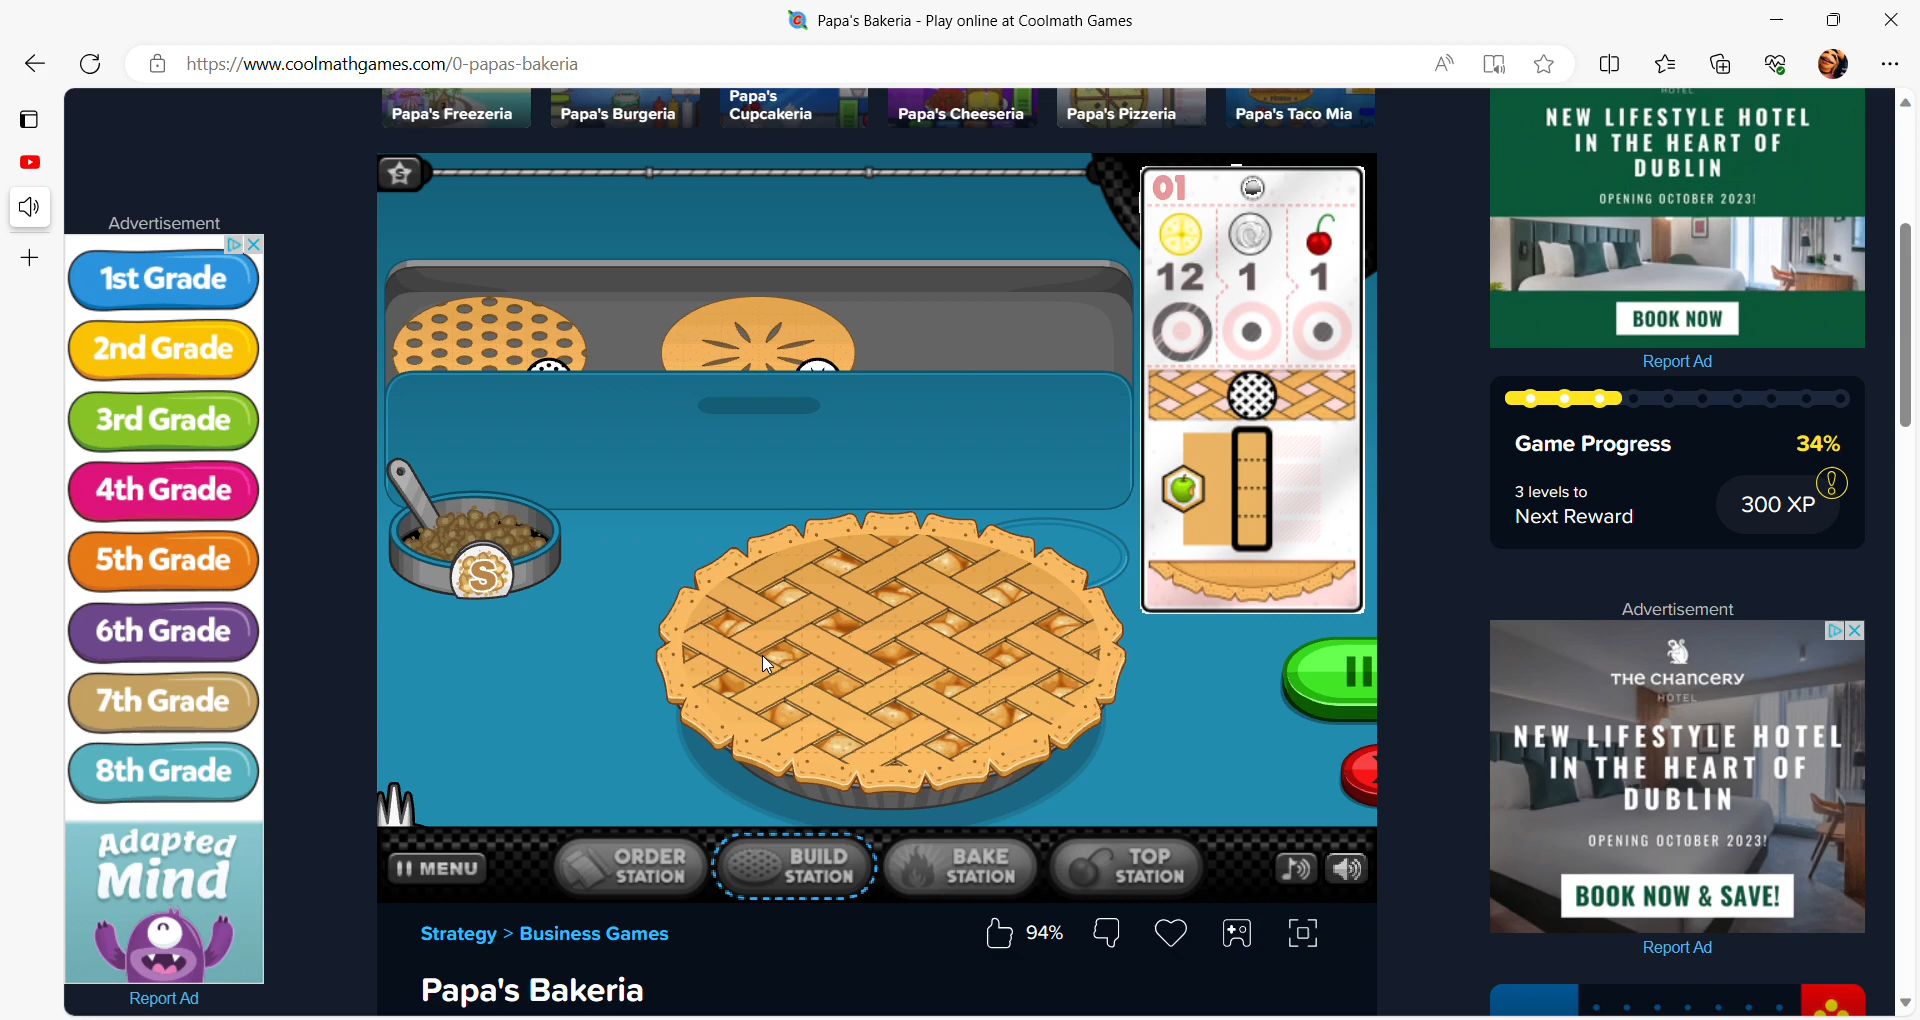 Papa's Bakeria - Play online at Coolmath Games
https://www.coolmathgames.com/0-papas-bakeria
Papa's Freezeria
Papa's Burgeria
Papa's
Cupcakeria
Papa's Cheeseria
Papa's Pizzeria
Papa's Taco Mia
Advertisement
1st Grade
2nd Grade
3rd Grade
4th Grade
5th Grade
6th Grade
7th Grade
8th Grade
Adapted
Mind
Report Ad
01
12 1 1
S
MENU
ORDER
STATION
BUILD
STATION
BAKE
STATION
TOP
STATION
Strategy > Business Games
94%
Papa's Bakeria
HOTEL
NEW LIFESTYLE HOTEL
IN THE HEART OF
DUBLIN
OPENING OCTOBER 2023!
BOOK NOW
Report Ad
Game Progress 34%
3 levels to
Next Reward
300 XP
Advertisement
THE CHANCERY
HOTEL
NEW LIFESTYLE HOTEL
IN THE HEART OF
DUBLIN
OPENING OCTOBER 2023!
BOOK NOW & SAVE!
Report Ad